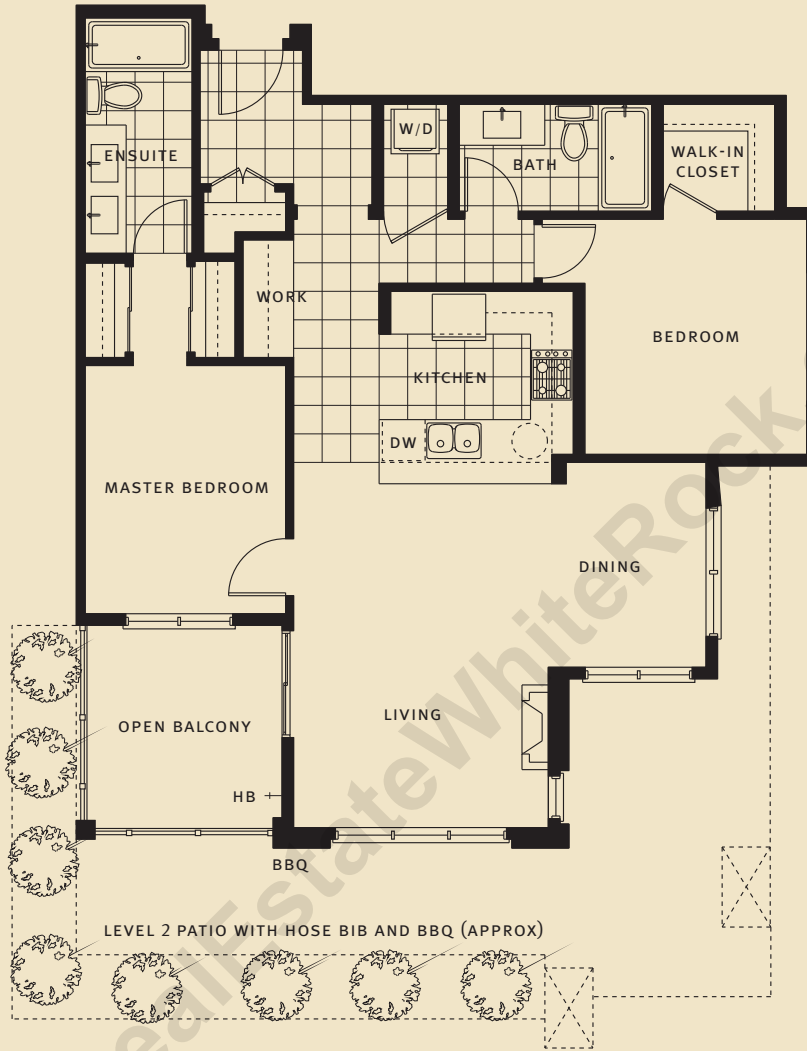 W/D
ENSUITE
BATH
WALK-IN
CLOSET
WORK
BEDROOM
KITCHEN
DW
MASTER BEDROOM
DINING
LIVING
OPEN BALCONY
HB
BBQ
LEVEL 2 PATIO WITH HOSE BIB AND BBQ (APPROX)
ealEstateWhiteRock